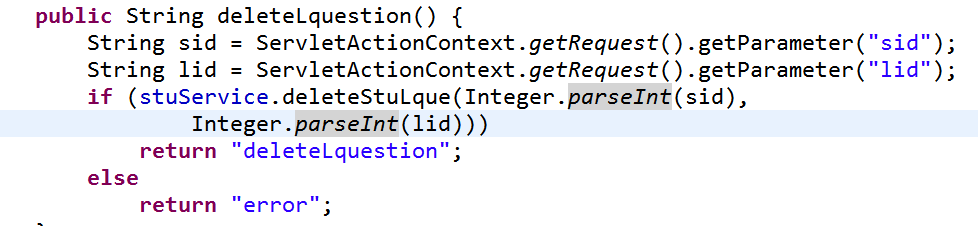 public String deleteLquestion() {
String sid = ServletActionContext.getRequest().getParameter("sid");
String lid = ServletActionContext.getRequest().getParameter("lid");
if (stuService.deleteStuLque(Integer.parseInt(sid),
Integer.parseInt(lid)))
return "deleteLquestion";
else
return "error";